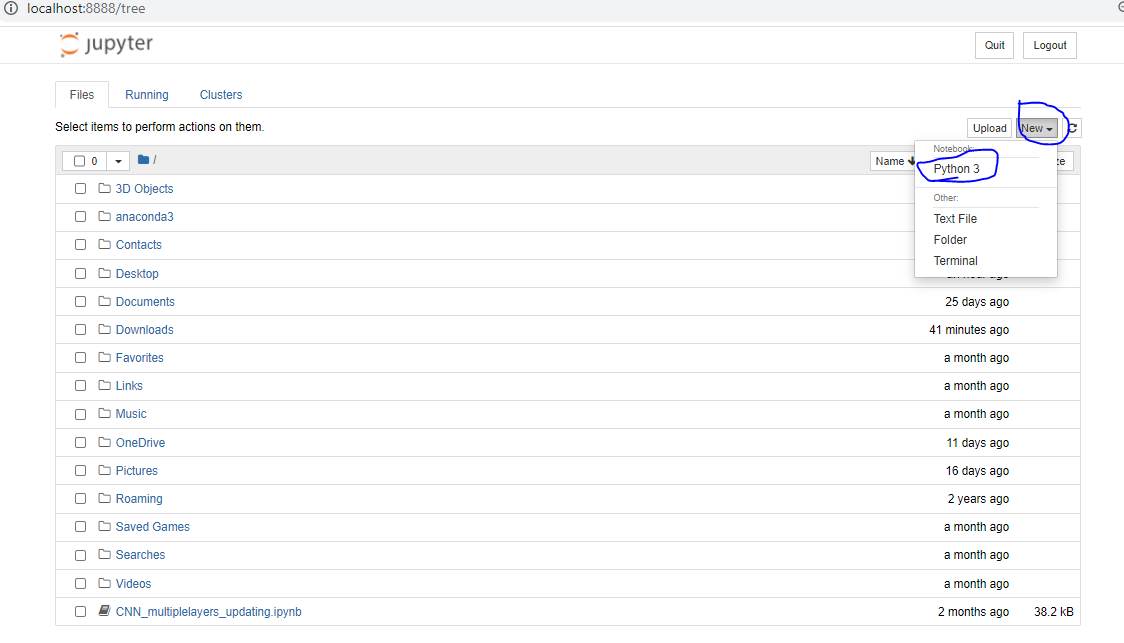 localhost:8888/tree
jupyter
Quit Logout
Files Running Clusters
Select items to perform actions on them.
Upload New
0 / Name ze
Notebook:
Python 3
Other:
Text File
Folder
Terminal
3D Objects
anaconda3
Contacts
Desktop an hour ago
Documents 25 days ago
Downloads 41 minutes ago
Favorites a month ago
Links a month ago
Music a month ago
OneDrive 11 days ago
Pictures 16 days ago
Roaming 2 years ago
Saved Games a month ago
Searches a month ago
Videos a month ago
CNN_multiplelayers_updating.ipynb 2 months ago 38.2 kB